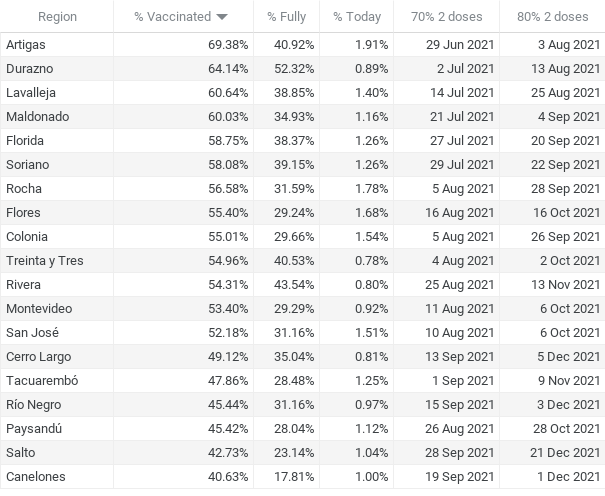 Region % Vaccinated % Fully % Today 70% 2 doses 80% 2 doses
Artigas 69.38% 40.92% 1.91% 29 Jun 2021 3 Aug 2021
Durazno 64.14% 52.32% 0.89% 2 Jul 2021 13 Aug 2021
Lavalleja 60.64% 38.85% 1.40% 14 Jul 2021 25 Aug 2021
Maldonado 60.03% 34.93% 1.16% 21 Jul 2021 4 Sep 2021
Florida 58.75% 38.37% 1.26% 27 Jul 2021 20 Sep 2021
Soriano 58.08% 39.15% 1.26% 29 Jul 2021 22 Sep 2021
Rocha 56.58% 31.59% 1.78% 5 Aug 2021 28 Sep 2021
Flores 55.40% 29.24% 1.68% 16 Aug 2021 16 Oct 2021
Colonia 55.01% 29.66% 1.54% 5 Aug 2021 26 Sep 2021
Treinta y Tres 54.96% 40.53% 0.78% 4 Aug 2021 2 Oct 2021
Rivera 54.31% 43.54% 0.80% 25 Aug 2021 13 Nov 2021
Montevideo 53.40% 29.29% 0.92% 11 Aug 2021 6 Oct 2021
San José 52.18% 31.16% 1.51% 10 Aug 2021 6 Oct 2021
Cerro Largo 49.12% 35.04% 0.81% 13 Sep 2021 5 Dec 2021
Tacuarembó 47.86% 28.48% 1.25% 1 Sep 2021 9 Nov 2021
Río Negro 45.44% 31.16% 0.97% 15 Sep 2021 3 Dec 2021
Paysandú 45.42% 28.04% 1.12% 26 Aug 2021 28 Oct 2021
Salto 42.73% 23.14% 1.04% 28 Sep 2021 21 Dec 2021
Canelones 40.63% 17.81% 1.00% 19 Sep 2021 1 Dec 2021